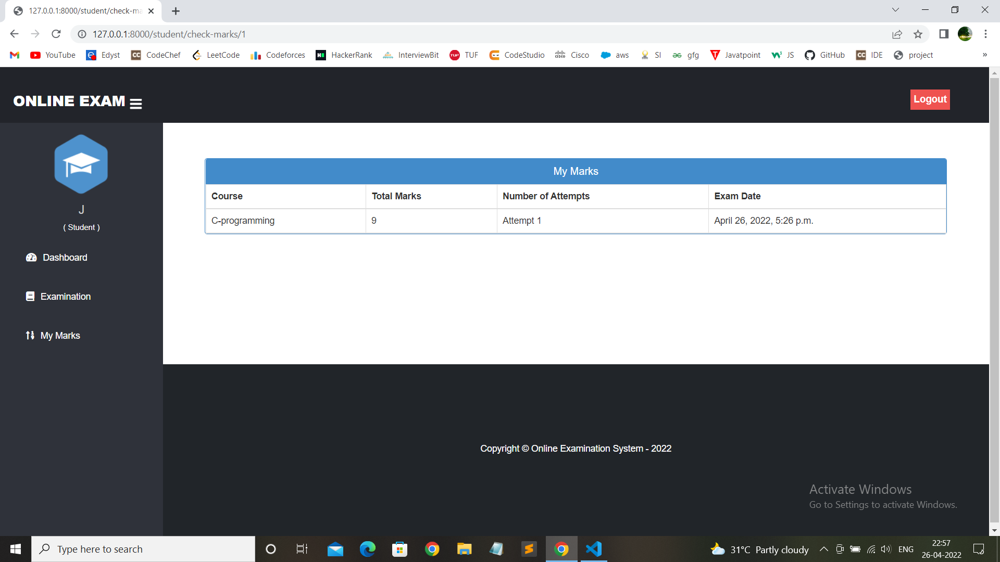 127.0.0.1:8000/student/check-ma
127.0.0.1:8000/student/check-marks/1
YouTube Edyst CodeChef LeetCode Codeforces HackerRank InterviewBit TUF CodeStudio Cisco aws SI gfg Javatpoint JS GitHub IDE project »
ONLINE EXAM
Logout
J
( Student )
Dashboard
Examination
My Marks
My Marks
Course Total Marks Number of Attempts Exam Date
C-programming 9 Attempt 1 April 26, 2022, 5:26 p.m.
Copyright © Online Examination System - 2022
Activate Windows
Go to Settings to activate Windows.
Type here to search
31°C Partly cloudy
ENG
22:57
26-04-2022